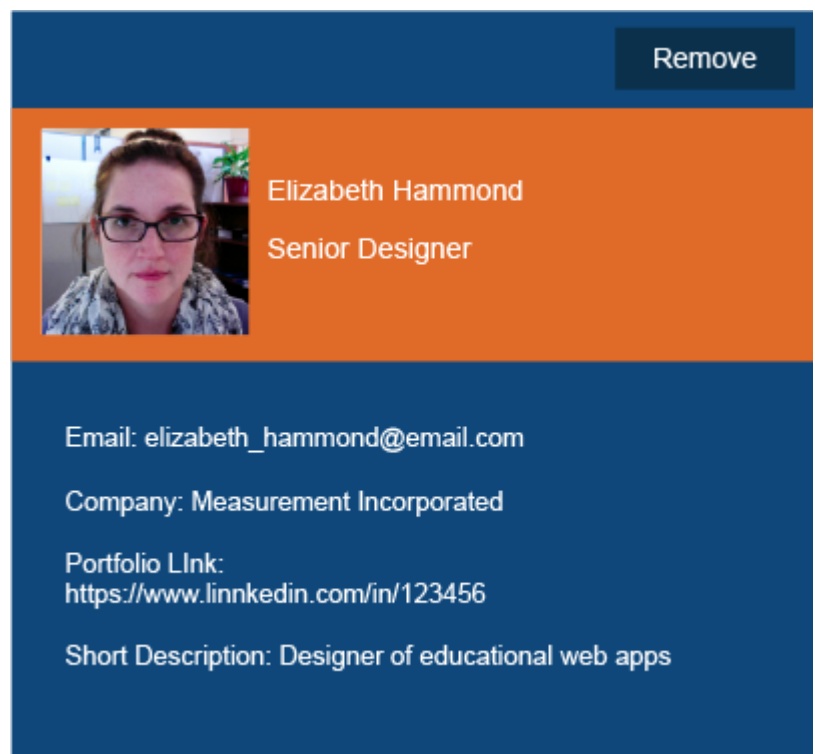 Remove
Elizabeth Hammond
Senior Designer
Email: elizabeth_hammond@email.com
Company: Measurement Incorporated
Portfolio LInk:
https://www.linnkedin.com/in/123456
Short Description: Designer of educational web apps